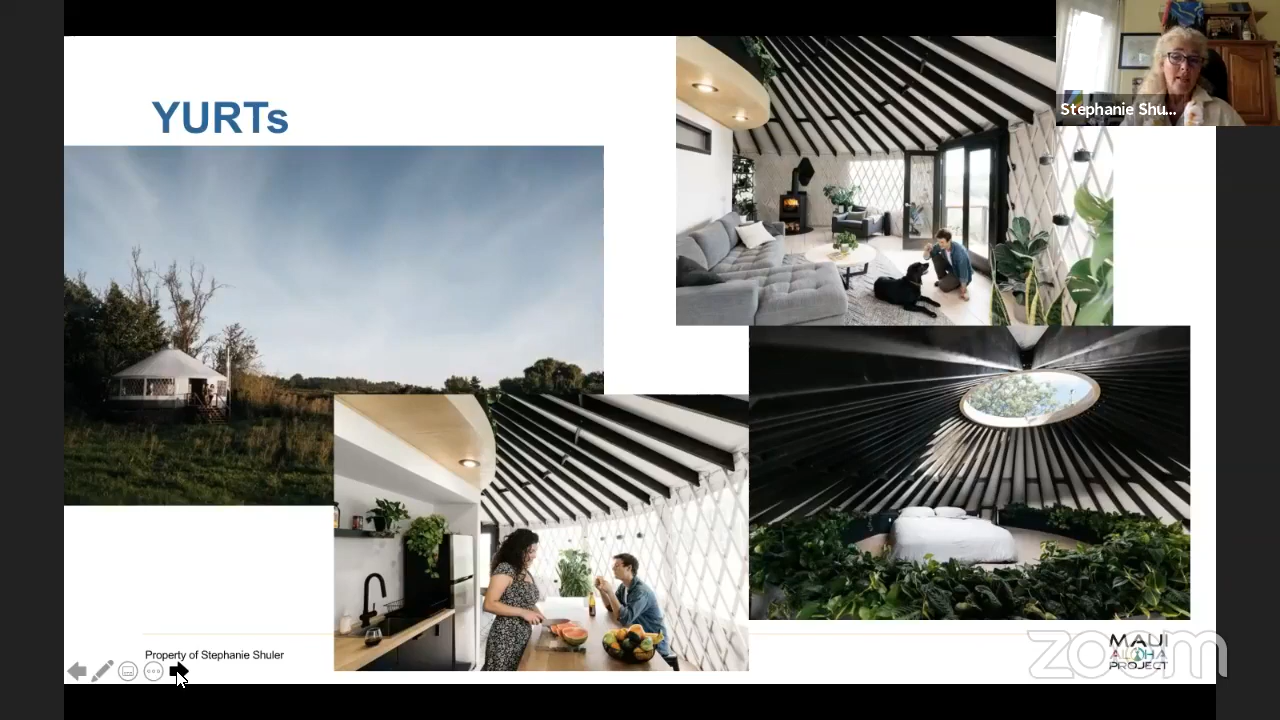 YURTs
Stephanie Shu...
Property of Stephanie Shuler
zoom
MAUI
ALOHA
PROJECT